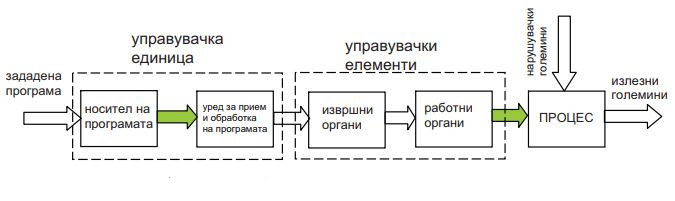 управувачка
единица
управувачки
елементи
нарушувачки
големини
зададена
програма
излезни
големини
носител на
програмата
уред за прием
и обработка
на програмата
извршни
органи
работни
органи
ПРОЦЕС